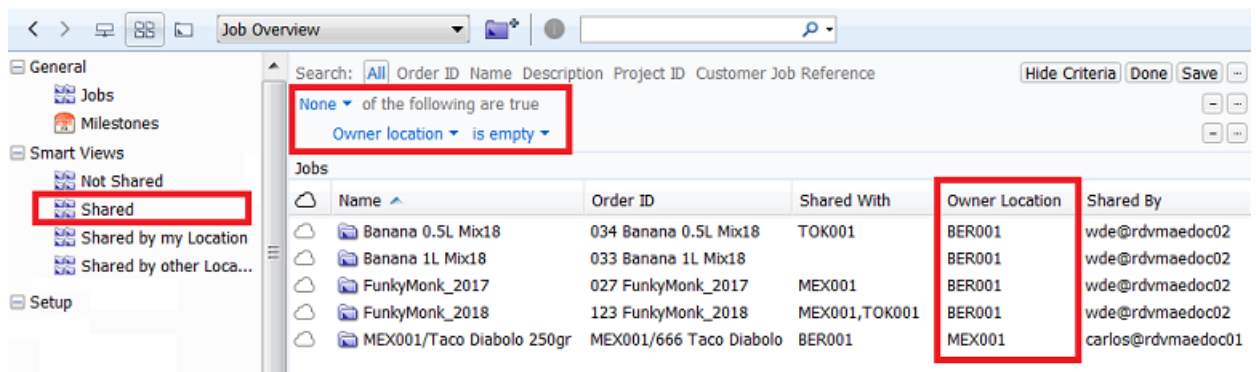 Job Overview
General
Jobs
Milestones
Smart Views
Not Shared
Shared
Shared by my Location
Shared by other Loca...
Setup
Search: All Order ID Name Description Project ID Customer Job Reference Hide Criteria Done Save
None of the following are true
Owner location is empty
Jobs
Name Order ID Shared With Owner Location Shared By
Banana 0.5L Mix18 034 Banana 0.5L Mix18 TOK001 BER001 wde@rdvmaedoc02
Banana 1L Mix18 033 Banana 1L Mix18 BER001 wde@rdvmaedoc02
FunkyMonk_2017 027 FunkyMonk_2017 MEX001 BER001 wde@rdvmaedoc02
FunkyMonk_2018 123 FunkyMonk_2018 MEX001,TOK001 BER001 wde@rdvmaedoc02
MEX001/Taco Diabolo 250gr MEX001/666 Taco Diabolo BER001 MEX001 carlos@rdvmaedoc01